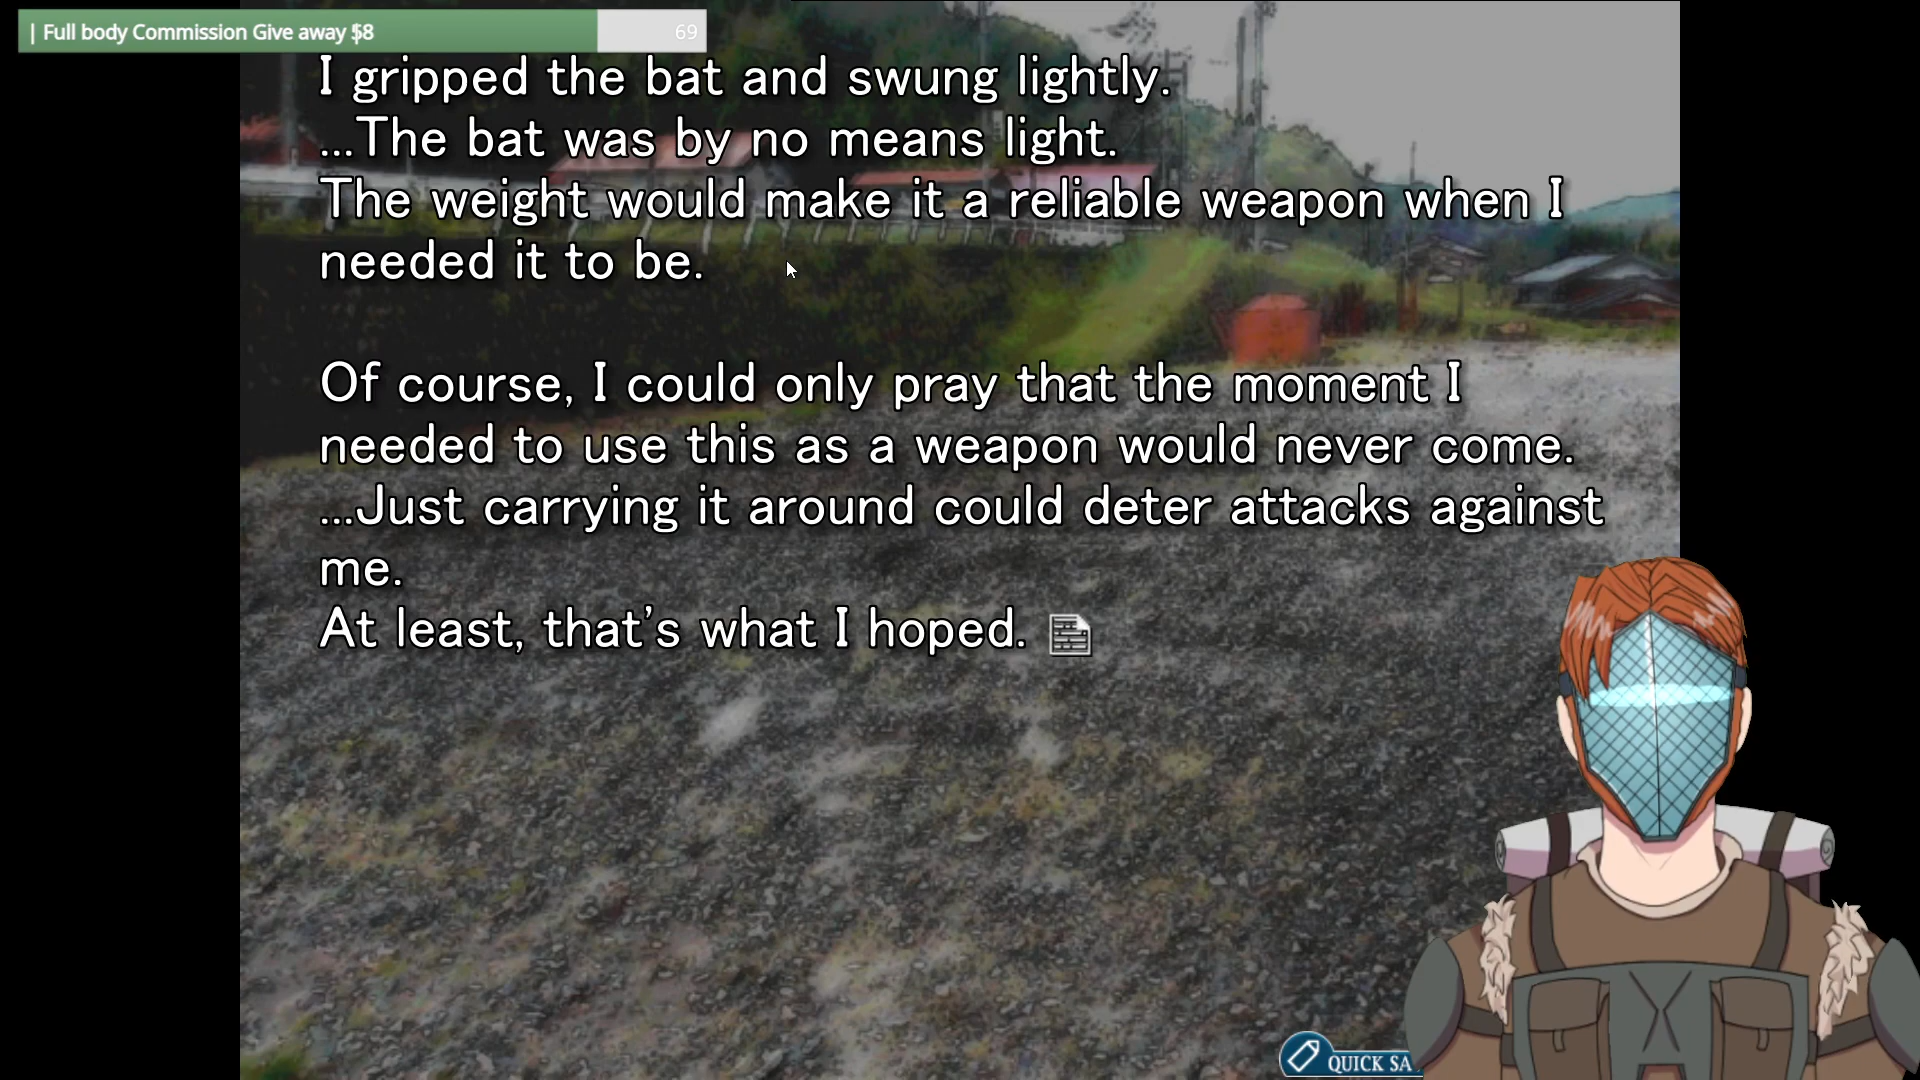 | Full body Commission Give away $8
69
I gripped the bat and swung lightly.
...The bat was by no means light.
The weight would make it a reliable weapon when I
needed it to be.
Of course, I could only pray that the moment I
needed to use this as a weapon would never come.
...Just carrying it around could deter attacks against
me.
At least, that's what I hoped.
QUICK SA